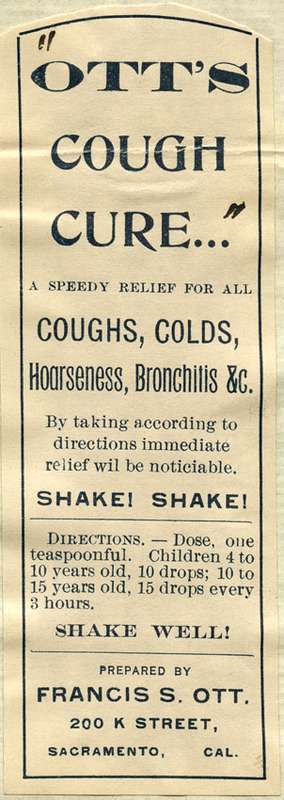 "OTT'S
COUGH
CURE..."
A SPEEDY RELIEF FOR ALL
COUGHS, COLDS,
Hoarseness, Bronchitis &c.
By taking according to
directions immediate
relief wil be noticiable.
SHAKE! SHAKE!
DIRECTIONS. — Dose, one
teaspoonful. Children 4 to
10 years old, 10 drops; 10 to
15 years old, 15 drops every
3 hours.
SHAKE WELL!
PREPARED BY
FRANCIS S. OTT.
200 K STREET,
SACRAMENTO, CAL.